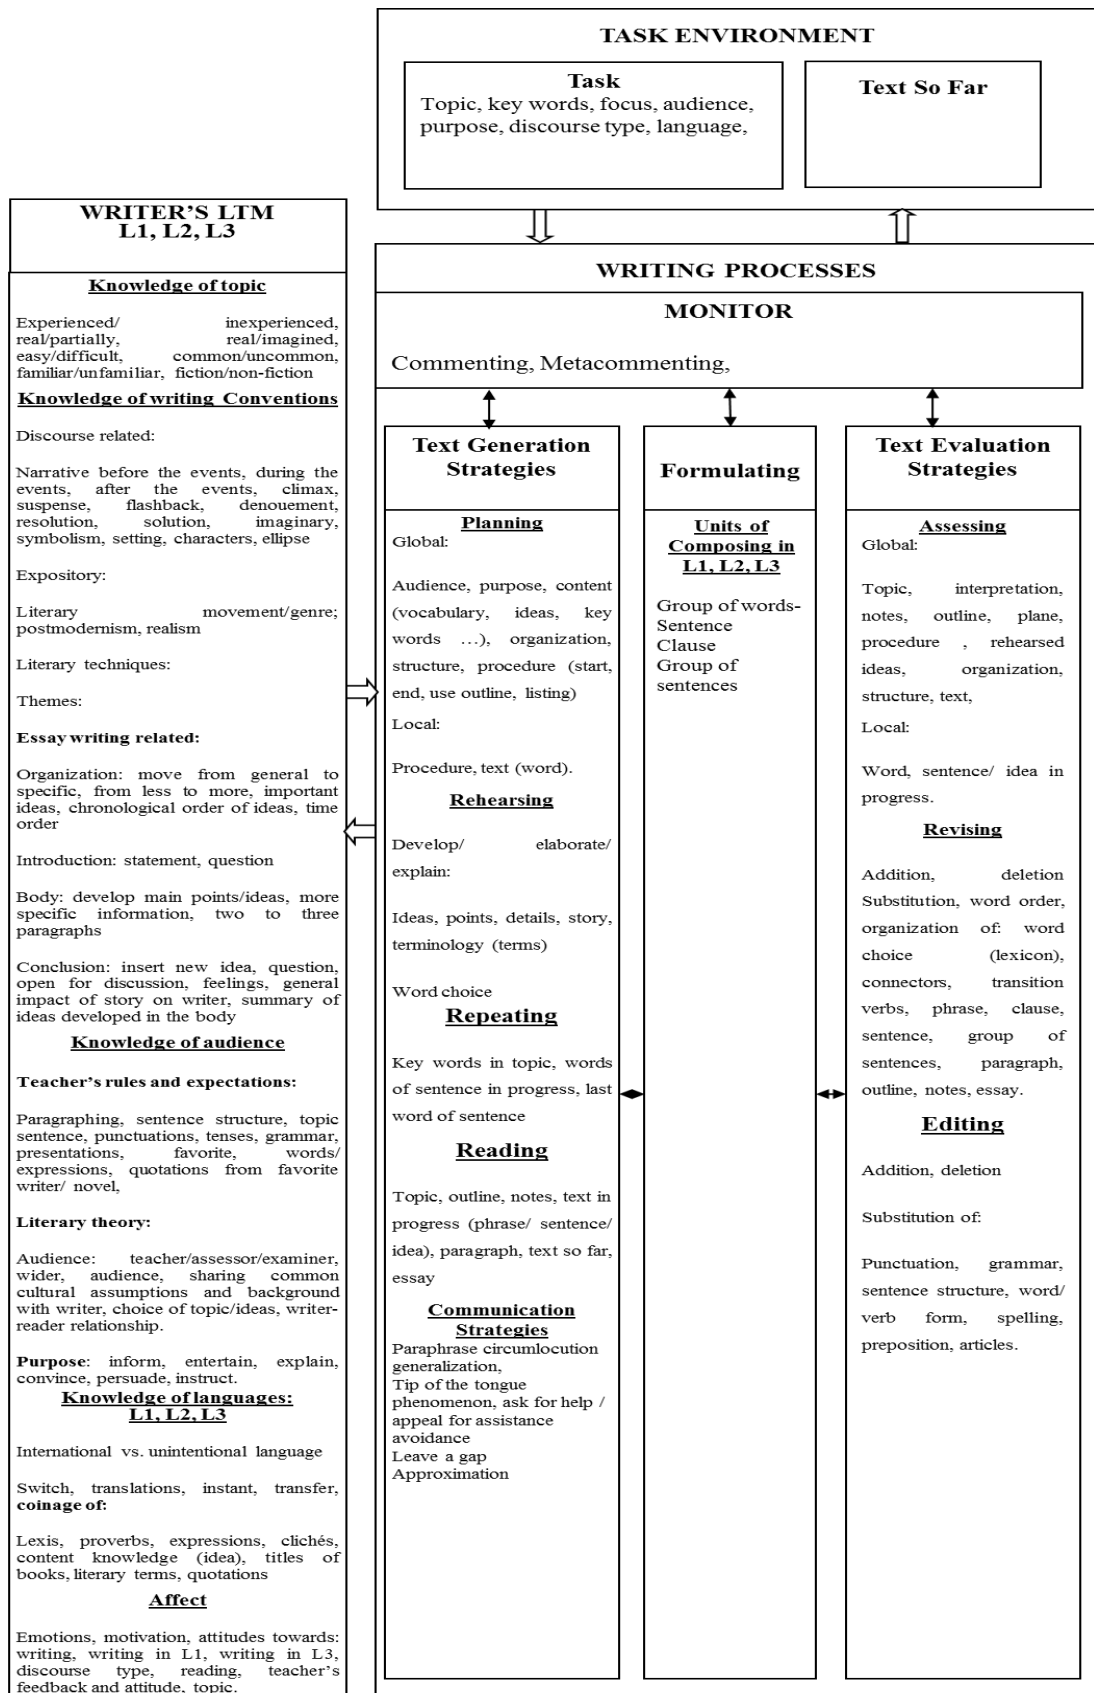 TASK ENVIRONMENT
Task
Topic, key words, focus, audience,
purpose, discourse type, language,
Text So Far
WRITER'S LTM
L1, L2, L3
Knowledge of topic
Experienced/ inexperienced,
real/partially, real/imagined,
easy/difficult, common/uncommon,
familiar/unfamiliar, fiction/non-fiction
Knowledge of writing Conventions
Discourse related:
Narrative before the events, during the
events, after the events, climax,
suspense, flashback, denouement,
resolution, solution, imaginary,
symbolism, setting, characters, ellipse
Expository:
Literary movement/genre;
postmodernism, realism
Literary techniques:
Themes:
Essay writing related:
Organization: move from general to
specific, from less to more, important
ideas, chronological order of ideas, time
order
Introduction: statement, question
Body: develop main points/ideas, more
specific information, two to three
paragraphs
Conclusion: insert new idea, question,
open for discussion, feelings, general
impact of story on writer, summary of
ideas developed in the body
Knowledge of audience
Teacher's rules and expectations:
Paragraphing, sentence structure, topic
sentence, punctuations, tenses, grammar,
presentations, favorite, words/
expressions, quotations from favorite
writer/ novel,
Literary theory:
Audience: teacher/assessor/examiner,
wider, audience, sharing common
cultural assumptions and background
with writer, choice of topic/ideas, writer-
reader relationship.
Purpose: inform, entertain, explain,
convince, persuade, instruct.
Knowledge of languages:
L1, L2, L3
International vs. unintentional language
Switch, translations, instant, transfer,
coinage of:
Lexis, proverbs, expressions, clichés,
content knowledge (idea), titles of
books, literary terms, quotations
Affect
Emotions, motivation, attitudes towards:
writing, writing in L1, writing in L3,
discourse type, reading, teacher's
feedback and attitude, topic.
WRITING PROCESSES
MONITOR
Commenting, Metacommenting,
Text Generation
Strategies
Planning
Global:
Audience, purpose, content
(vocabulary, ideas, key
words …), organization,
structure, procedure (start,
end, use outline, listing)
Local:
Procedure, text (word).
Rehearsing
Develop/ elaborate/
explain:
Ideas, points, details, story,
terminology (terms)
Word choice
Repeating
Key words in topic, words
of sentence in progress, last
word of sentence
Reading
Topic, outline, notes, text in
progress (phrase/ sentence/
idea), paragraph, text so far,
essay
Communication
Strategies
Paraphrase circumlocution
generalization,
Tip of the tongue
phenomenon, ask for help /
appeal for assistance
avoidance
Leave a gap
Approximation
Formulating
Units of
Composing in
L1, L2, L3
Group of words-
Sentence
Clause
Group of
sentences
Text Evaluation
Strategies
Assessing
Global:
Topic, interpretation,
notes, outline, plane,
procedure , rehearsed
ideas, organization,
structure, text,
Local:
Word, sentence/ idea in
progress.
Revising
Addition, deletion
Substitution, word order,
organization of: word
choice (lexicon),
connectors, transition
verbs, phrase, clause,
sentence, group of
sentences, paragraph,
outline, notes, essay.
Editing
Addition, deletion
Substitution of:
Punctuation, grammar,
sentence structure, word/
verb form, spelling,
preposition, articles.